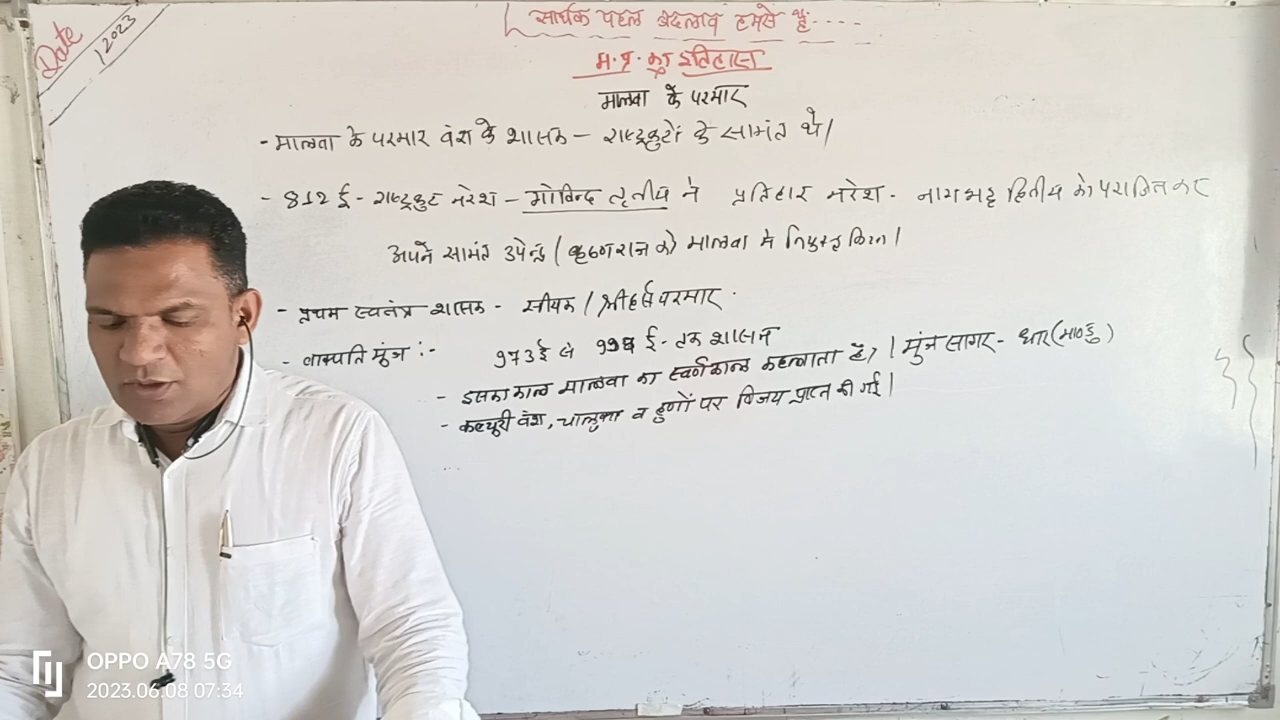 Date
/2023
सार्थक पहल बदलाव हमसे है....
म.प्र. का इतिहास
मालवा के परमार
- मालवा के परमार वंश के शासक - राष्ट्रकुटों के सामंत थे।
- 812 ई - राष्ट्रकुट नरेश - गोविन्द तृतीय ने प्रतिहार नरेश - नागभट्ट द्वितीय को पराजित कर
अपने सामंत उपेन्द्र/कृष्णराज को मालवा में नियुक्त किया।
- प्रथम स्वतंत्र शासक - सीयक / श्रीहर्ष परमार.
- वाक्पति मुंज :- 973 ई से ई - तक शासन
- इसका काल मालवा का स्वर्णकाल कहलाता है, । मुंज सागर - धार (माण्डु)
- कल्चुरी वंश, चालुक्य व हुणों पर विजय प्राप्त की गई।
OPPO A78 5G
2023.06.08 07:34